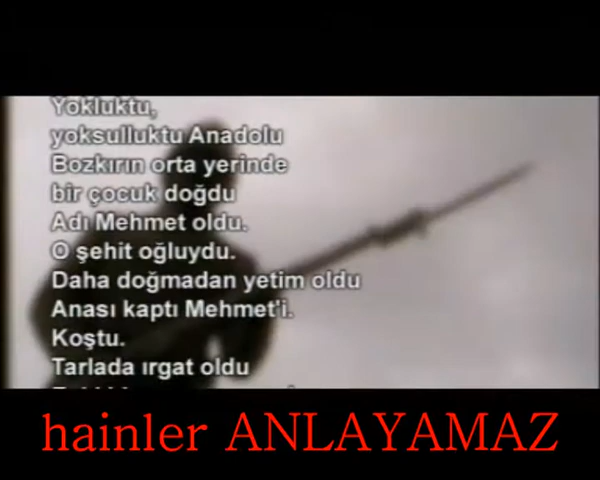 Yokluktu,
yoksulluktu Anadolu
Bozkırın orta yerinde
bir çocuk doğdu
Adı Mehmet oldu.
O şehit oğluydu.
Daha doğmadan yetim oldu
Anası kaptı Mehmet'i.
Koştu.
Tarlada ırgat oldu
hainler ANLAYAMAZ